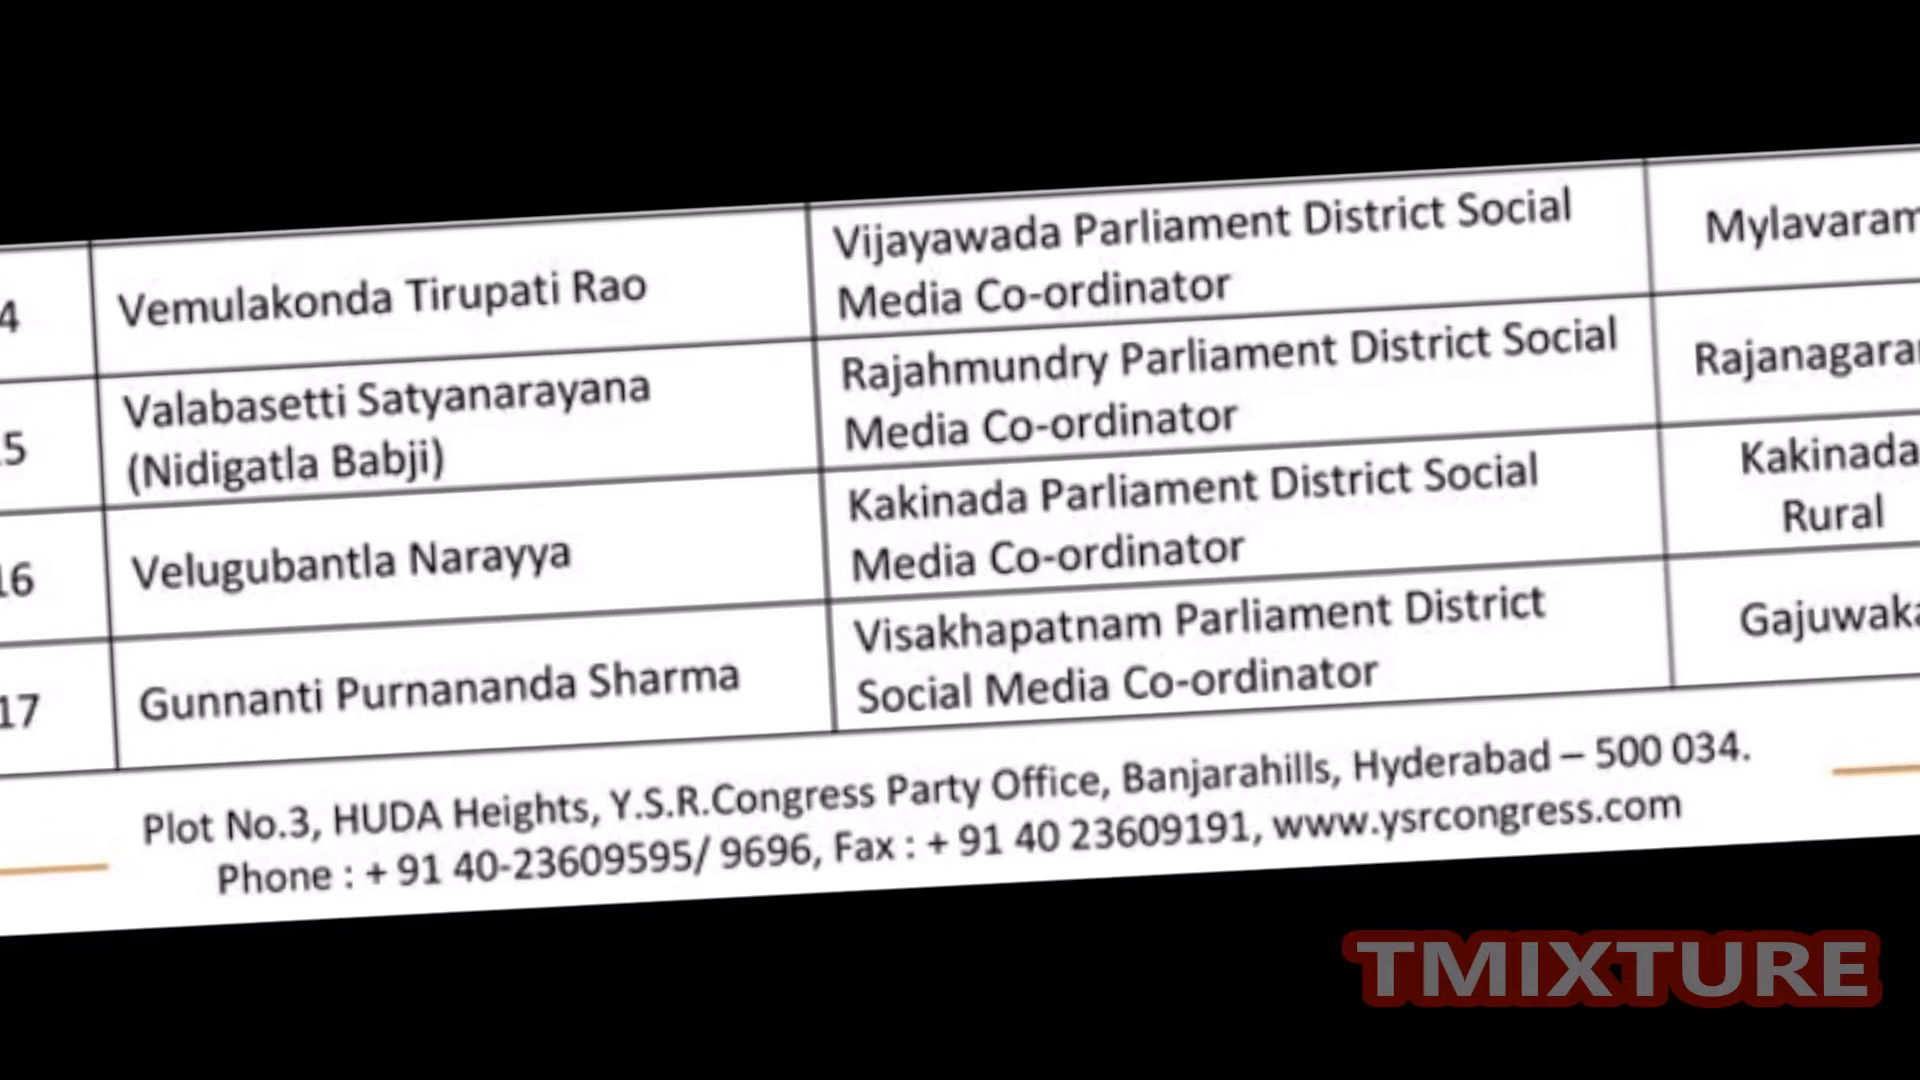 4
Vemulakonda Tirupati Rao
Vijayawada Parliament District Social
Media Co-ordinator
Mylavaram
15
Valabasetti Satyanarayana
(Nidigatla Babji)
Rajahmundry Parliament District Social
Media Co-ordinator
16
Velugubantla Narayya
Kakinada Parliament District Social
Media Co-ordinator
Kakinada
Rural
17
Gunnanti Purnananda Sharma
Visakhapatnam Parliament District
Social Media Co-ordinator
Gajuwaka
Plot No.3, HUDA Heights, Y.S.R.Congress Party Office, Banjarahills, Hyderabad – 500 034.
Phone : + 91 40-23609595/ 9696, Fax : + 91 40 23609191, www.ysrcongress.com
TMIXTURE